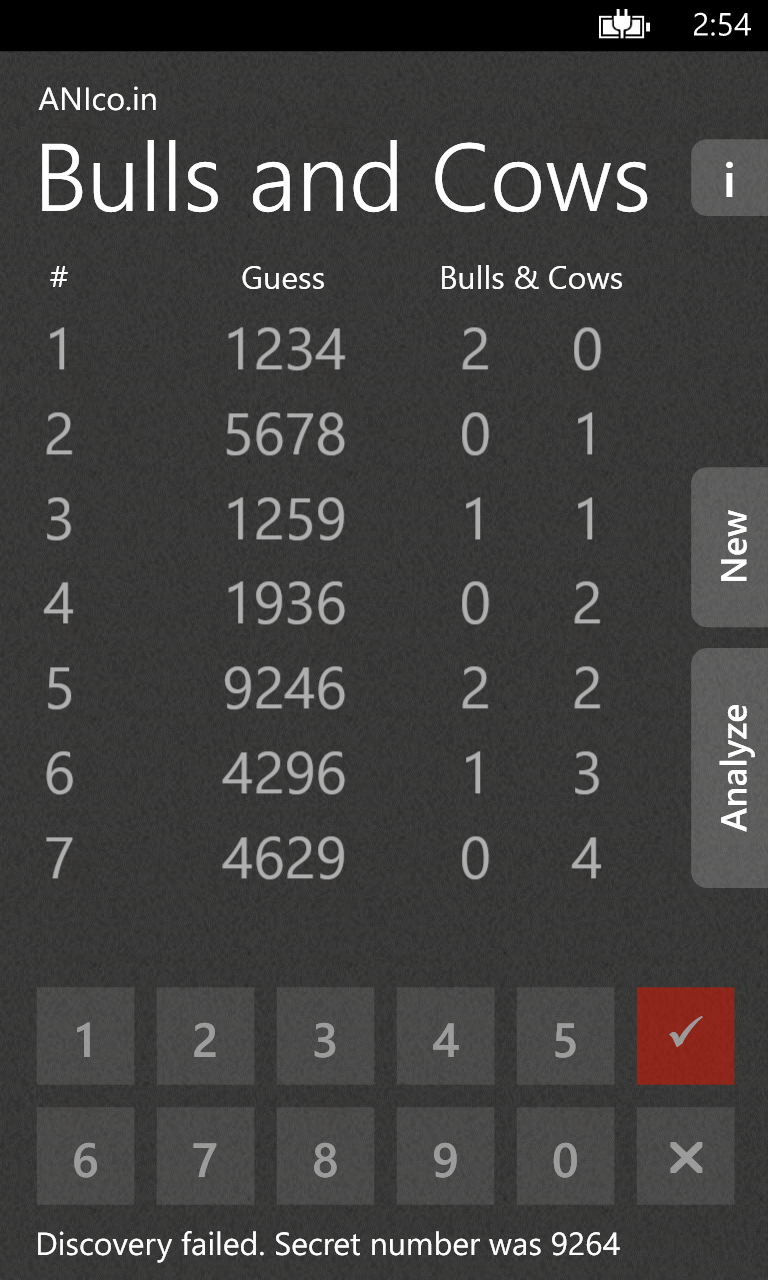 2:54
ANIco.in
Bulls and Cows
i
# Guess Bulls & Cows
1 1234 2 0
2 5678 0 1
3 1259 1 1
4 1936 0 2
5 9246 2 2
6 4296 1 3
7 4629 0 4
New
Analyze
1 2 3 4 5 ✓
6 7 8 9 0 ✕
Discovery failed. Secret number was 9264